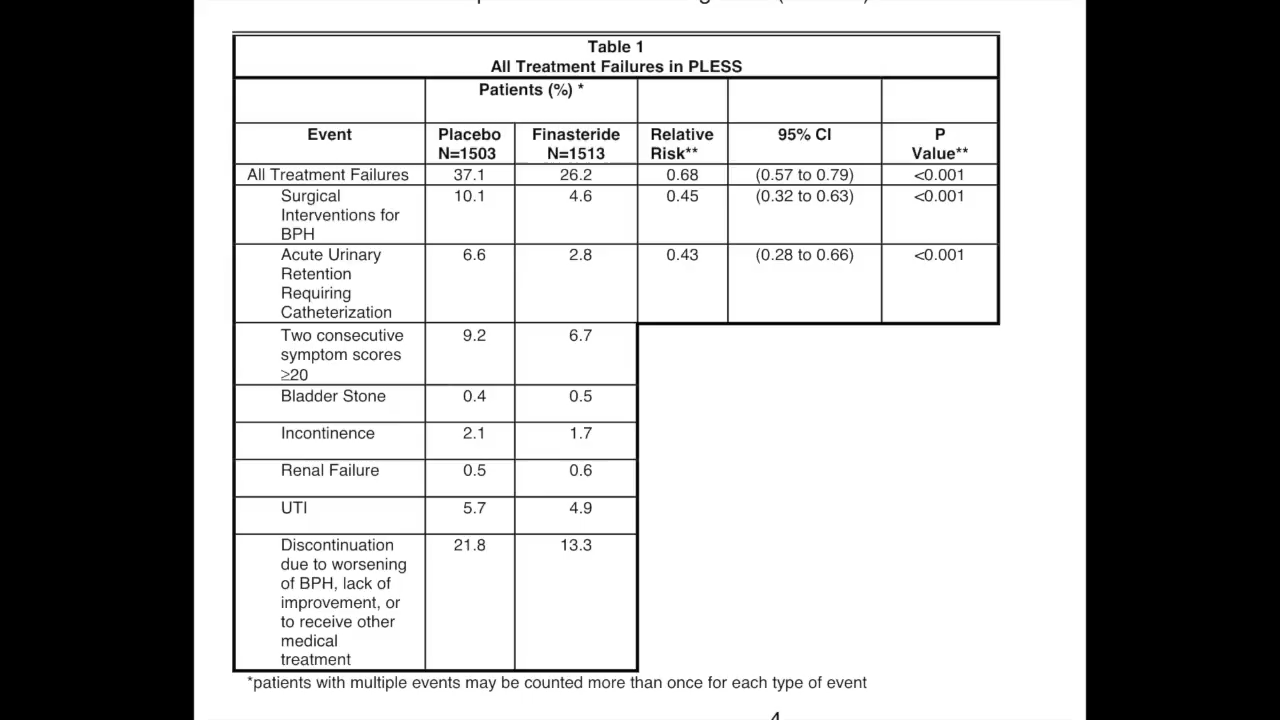 Table 1
All Treatment Failures in PLESS
Patients (%) *
Event Placebo N=1503 Finasteride N=1513 Relative Risk** 95% CI P Value**
All Treatment Failures 37.1 26.2 0.68 (0.57 to 0.79) <0.001
Surgical 10.1 4.6 0.45 (0.32 to 0.63) <0.001
Interventions for
BPH
Acute Urinary 6.6 2.8 0.43 (0.28 to 0.66) <0.001
Retention
Requiring
Catheterization
Two consecutive 9.2 6.7
symptom scores
≥20
Bladder Stone 0.4 0.5
Incontinence 2.1 1.7
Renal Failure 0.5 0.6
UTI 5.7 4.9
Discontinuation 21.8 13.3
due to worsening
of BPH, lack of
improvement, or
to receive other
medical
treatment
*patients with multiple events may be counted more than once for each type of event